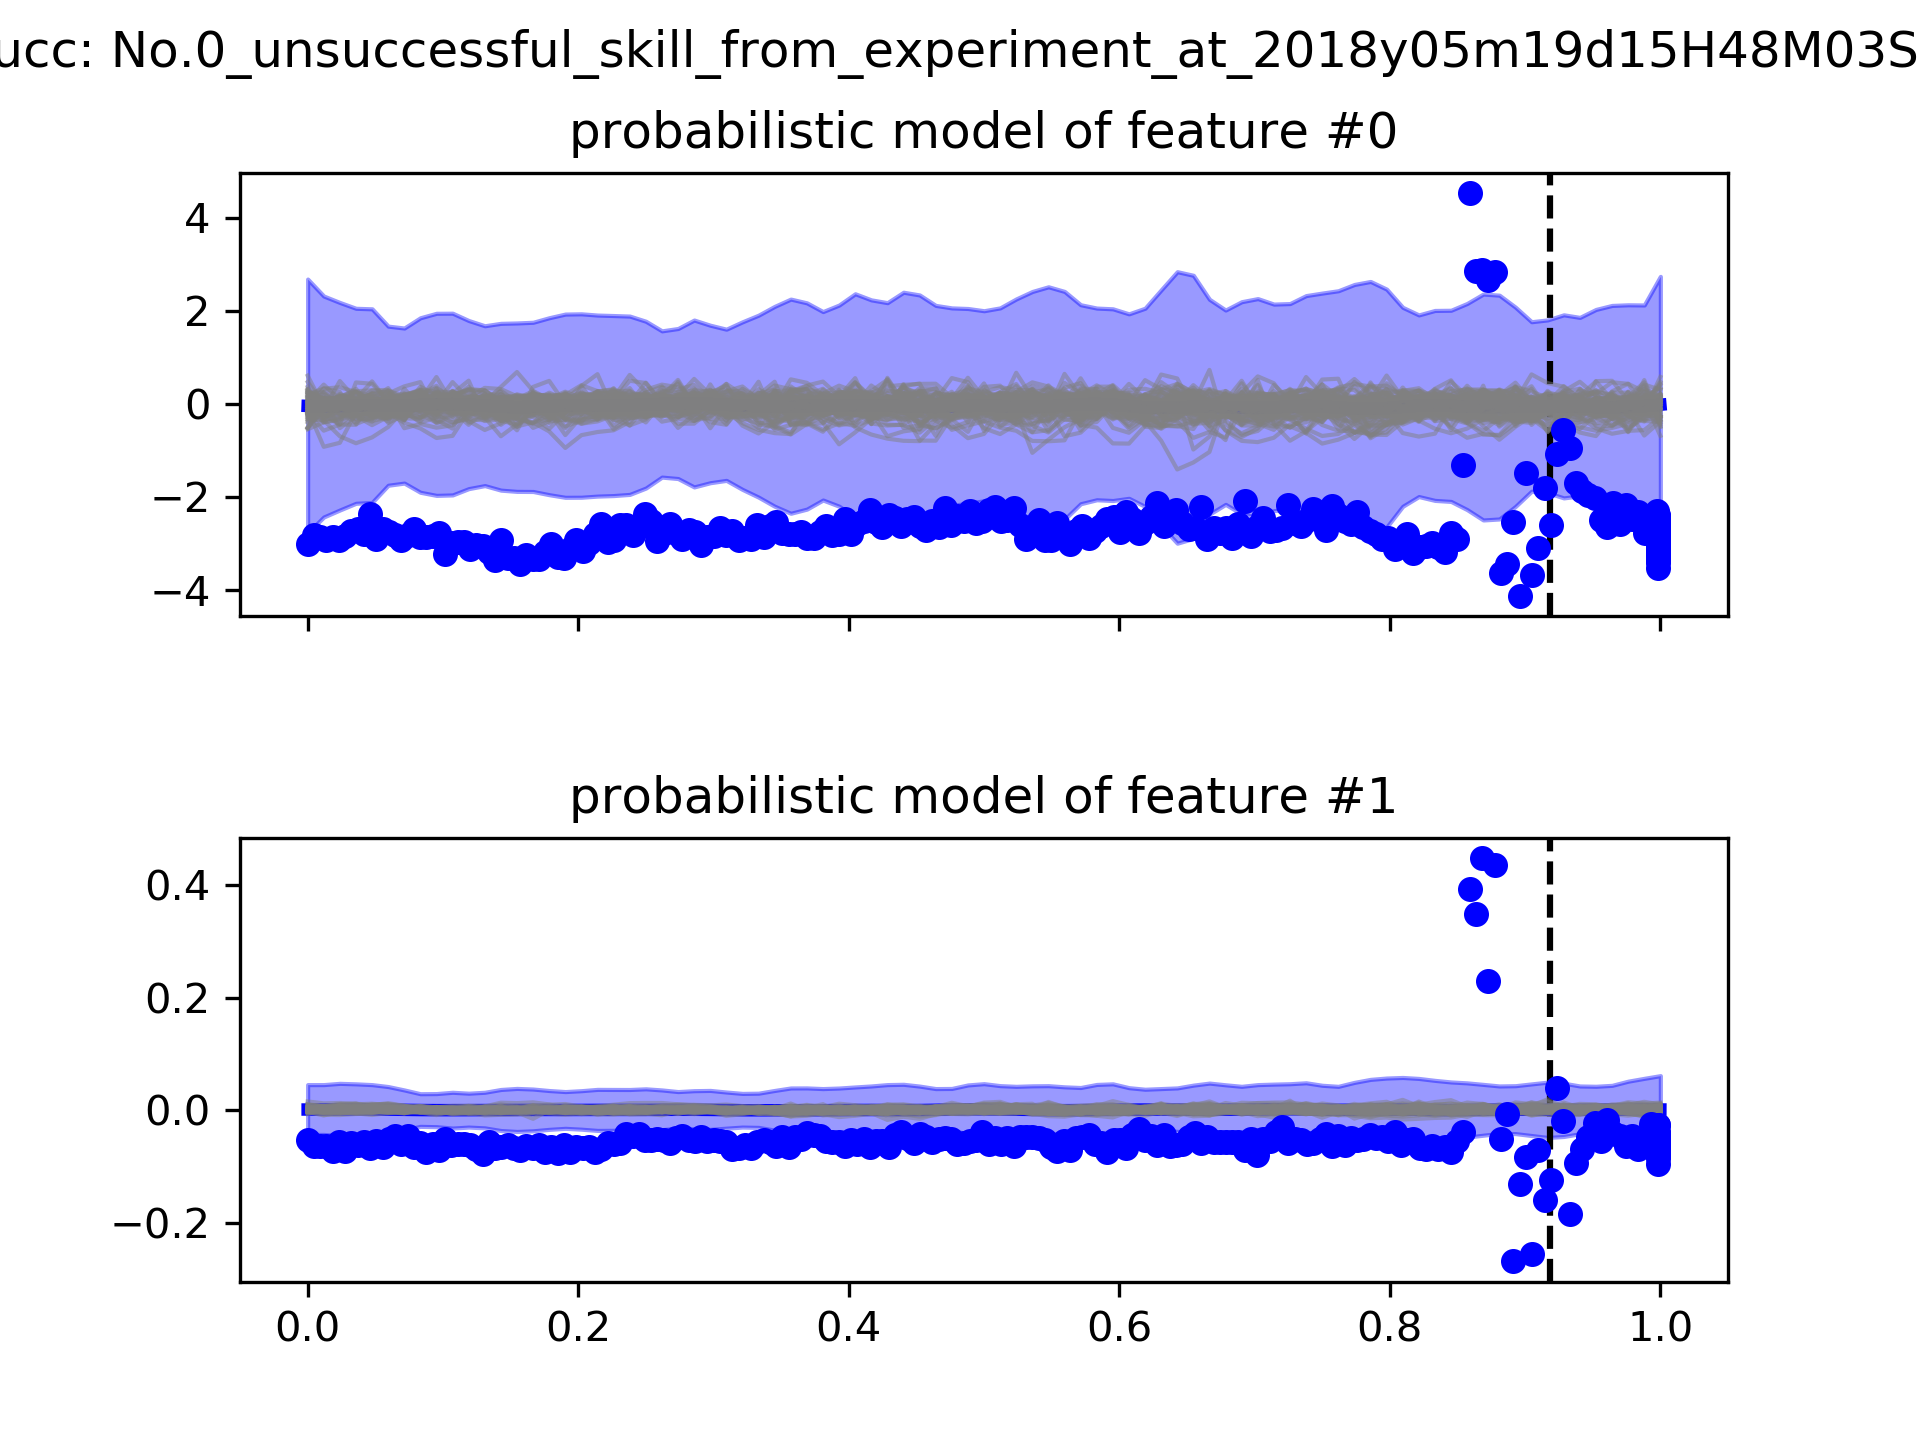 ucc: No.0_unsuccessful_skill_from_experiment_at_2018y05m19d15H48M03S
probabilistic model of feature #0
4
2
0
−2
−4
probabilistic model of feature #1
0.4
0.2
0.0
−0.2
0.0 0.2 0.4 0.6 0.8 1.0